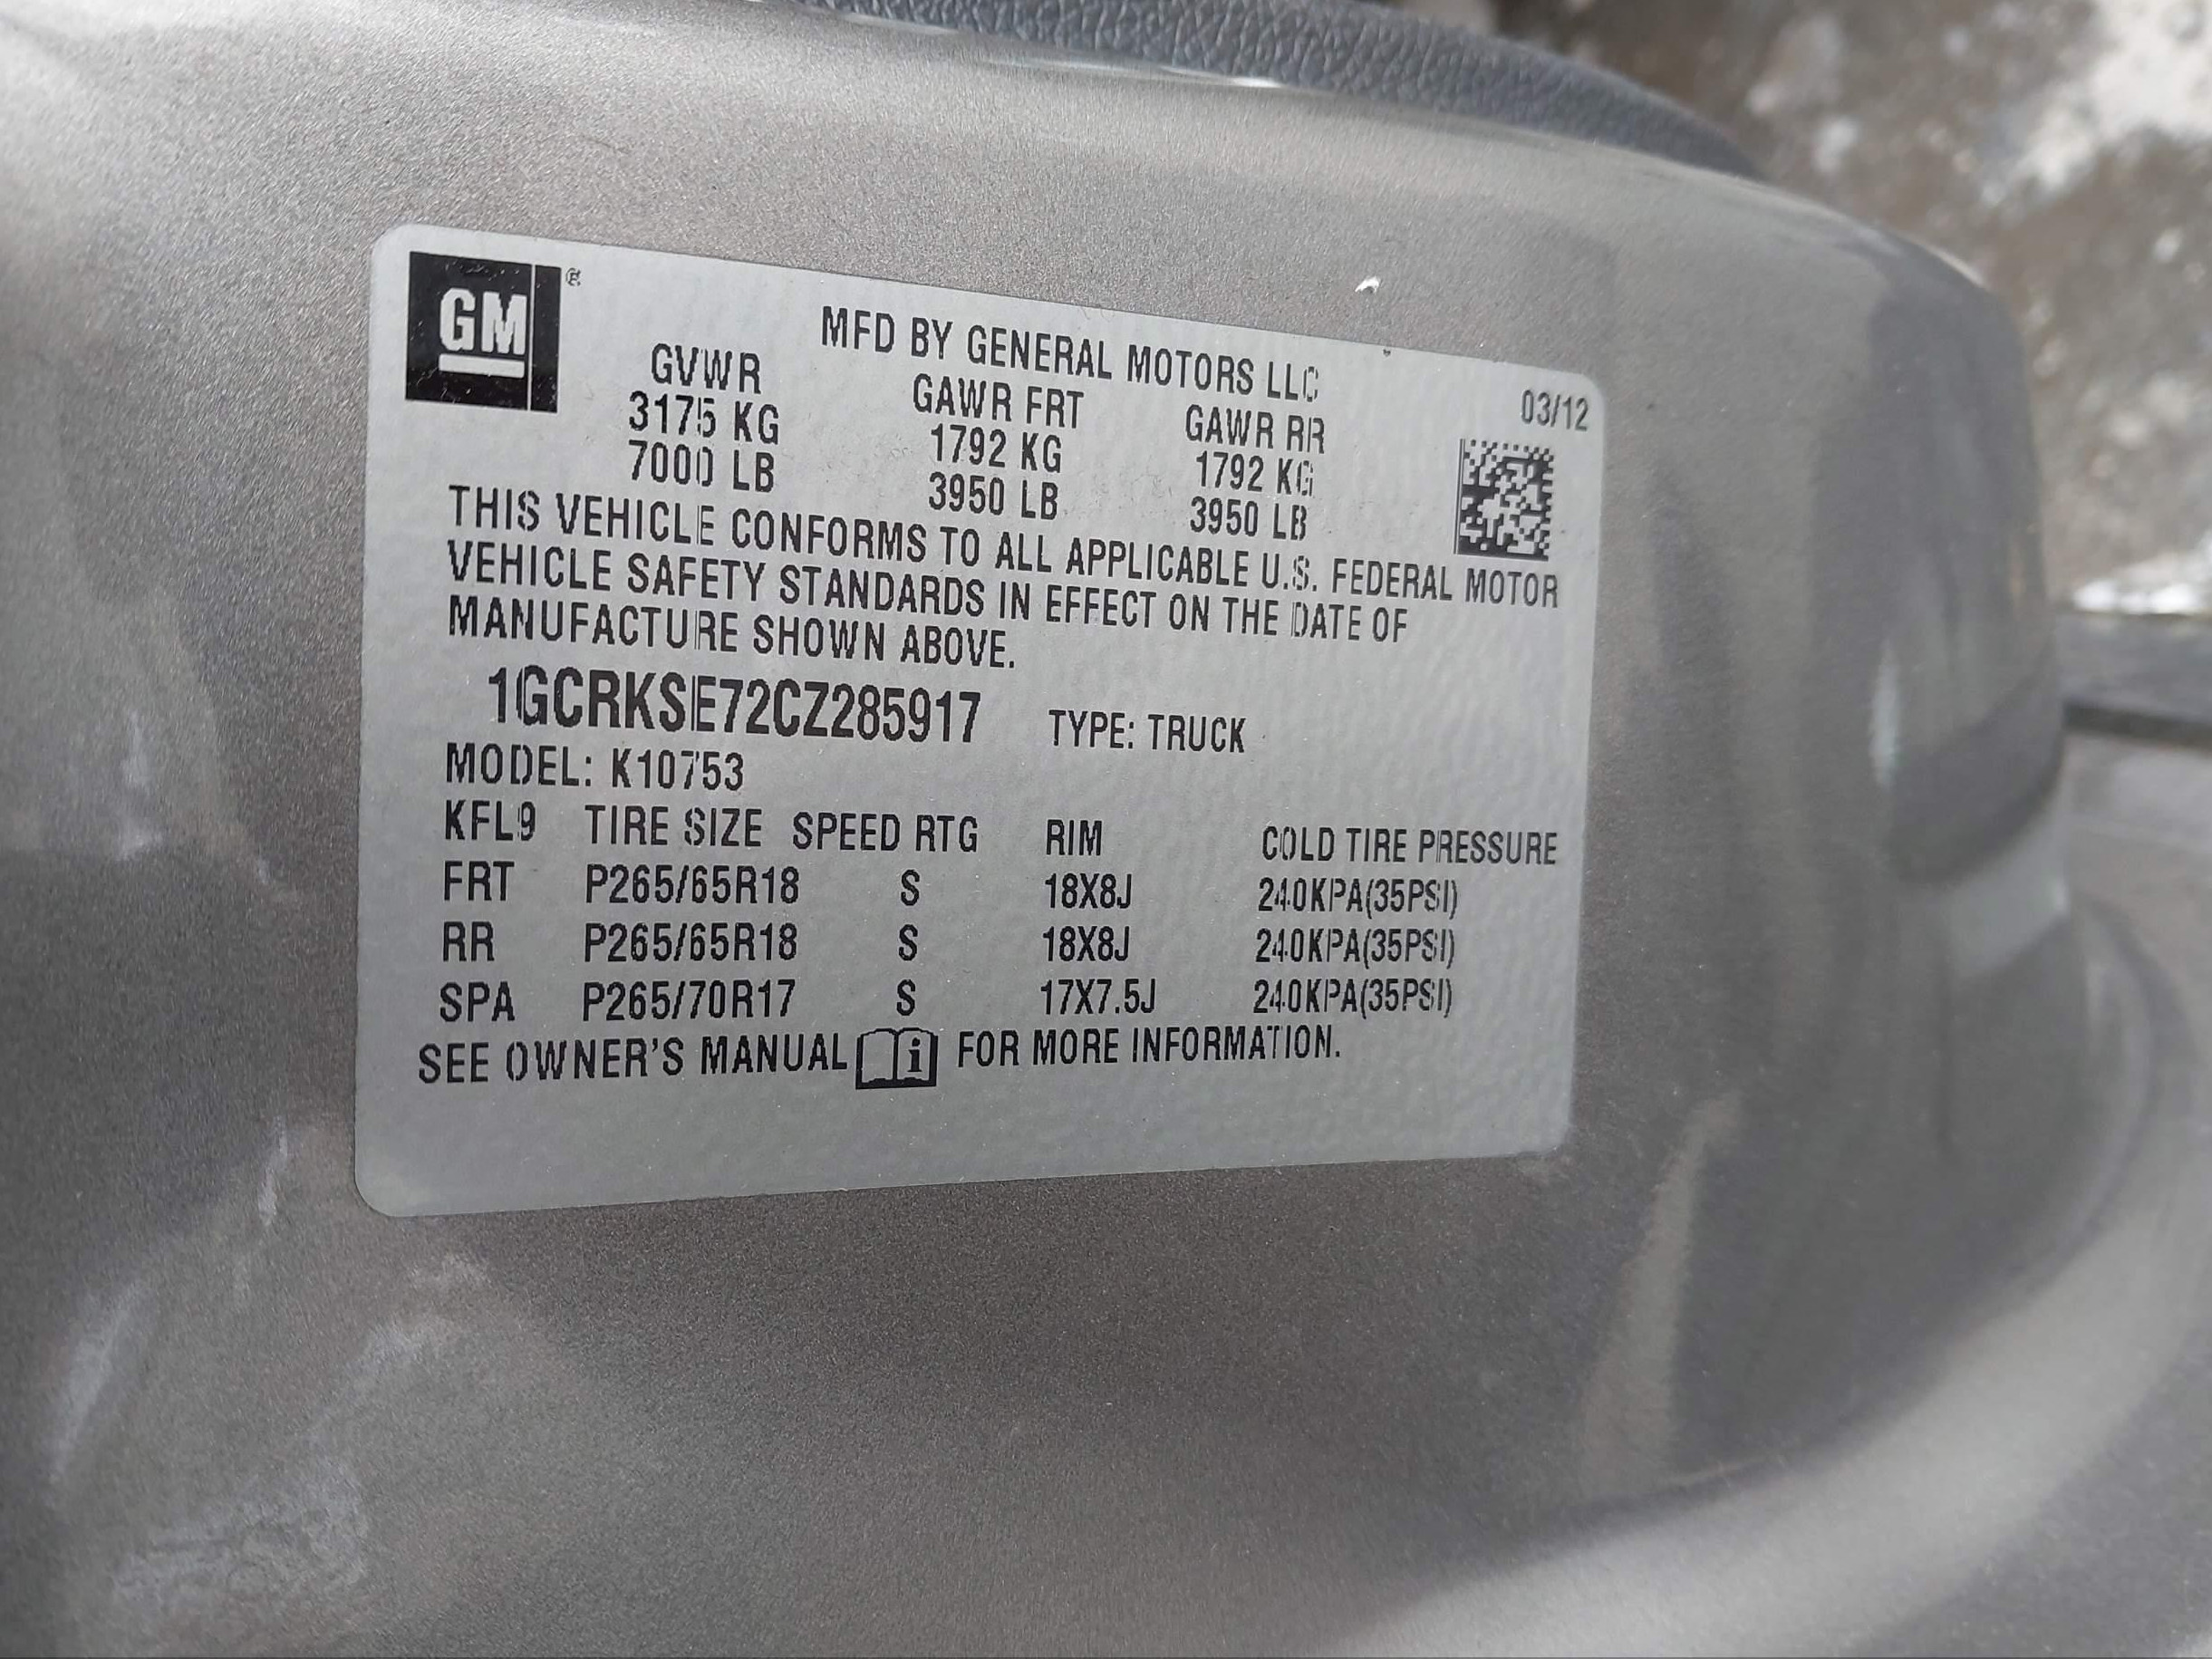 GM ®
MFD BY GENERAL MOTORS LLC
03/12
GVWR GAWR FRT GAWR RR
3175 KG 1792 KG 1792 KG
7000 LB 3950 LB 3950 LB
THIS VEHICLE CONFORMS TO ALL APPLICABLE U.S. FEDERAL MOTOR
VEHICLE SAFETY STANDARDS IN EFFECT ON THE DATE OF
MANUFACTURE SHOWN ABOVE.
1GCRKSE72CZ285917 TYPE: TRUCK
MODEL: K10753
KFL9 TIRE SIZE SPEED RTG RIM COLD TIRE PRESSURE
FRT P265/65R18 S 18X8J 240KPA(35PSI)
RR P265/65R18 S 18X8J 240KPA(35PSI)
SPA P265/70R17 S 17X7.5J 240KPA(35PSI)
SEE OWNER'S MANUAL i FOR MORE INFORMATION.